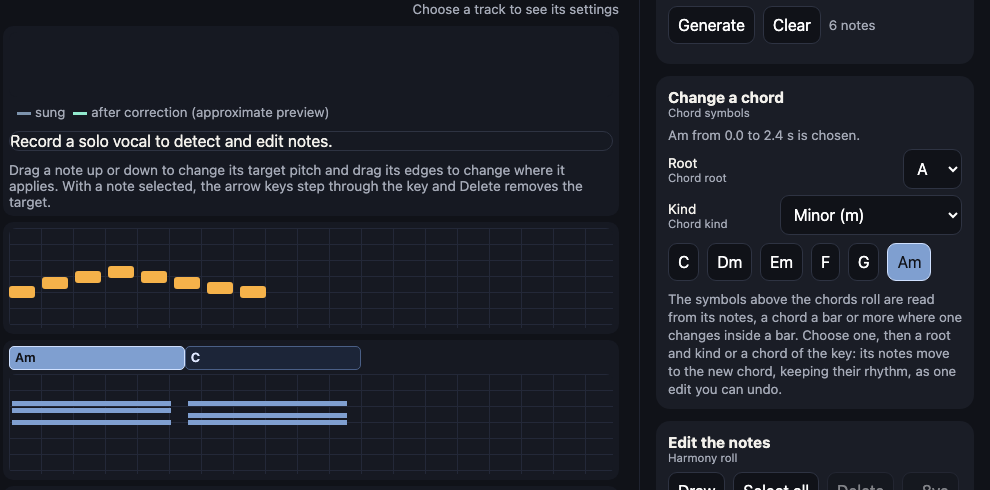 Choose a track to see its settings
sung after correction (approximate preview)
Record a solo vocal to detect and edit notes.
Drag a note up or down to change its target pitch and drag its edges to change where it
applies. With a note selected, the arrow keys step through the key and Delete removes the
target.
Am C
Generate Clear 6 notes
Change a chord
Chord symbols
Am from 0.0 to 2.4 s is chosen.
Root
Chord root
A
Kind
Chord kind
Minor (m)
C Dm Em F G Am
The symbols above the chords roll are read
from its notes, a chord a bar or more where one
changes inside a bar. Choose one, then a root
and kind or a chord of the key: its notes move
to the new chord, keeping their rhythm, as one
edit you can undo.
Edit the notes
Harmony roll
Draw Select all Delete